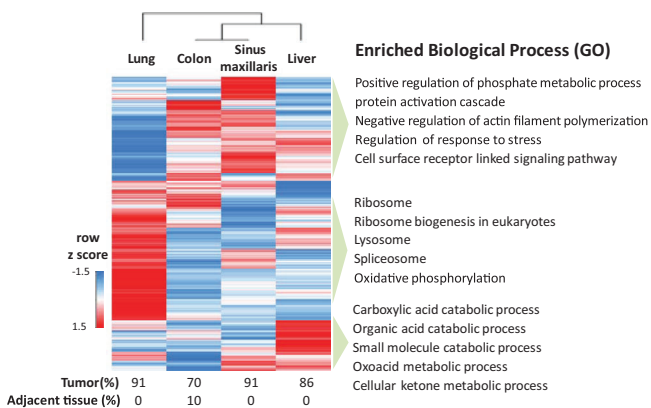 Lung Colon Sinus maxillaris Liver
Enriched Biological Process (GO)
Positive regulation of phosphate metabolic process
protein activation cascade
Negative regulation of actin filament polymerization
Regulation of response to stress
Cell surface receptor linked signaling pathway
Ribosome
Ribosome biogenesis in eukaryotes
Lysosome
Spliceosome
Oxidative phosphorylation
Carboxylic acid catabolic process
Organic acid catabolic process
Small molecule catabolic process
Oxoacid metabolic process
Cellular ketone metabolic process
row
z score
-1.5
1.5
Tumor(%) 91 70 91 86
Adjacent tissue (%) 0 10 0 0